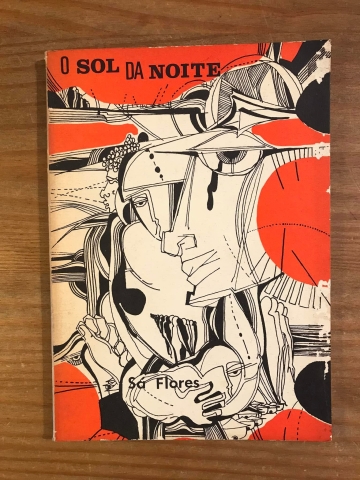 O SOL DA NOITE
Sá Flores